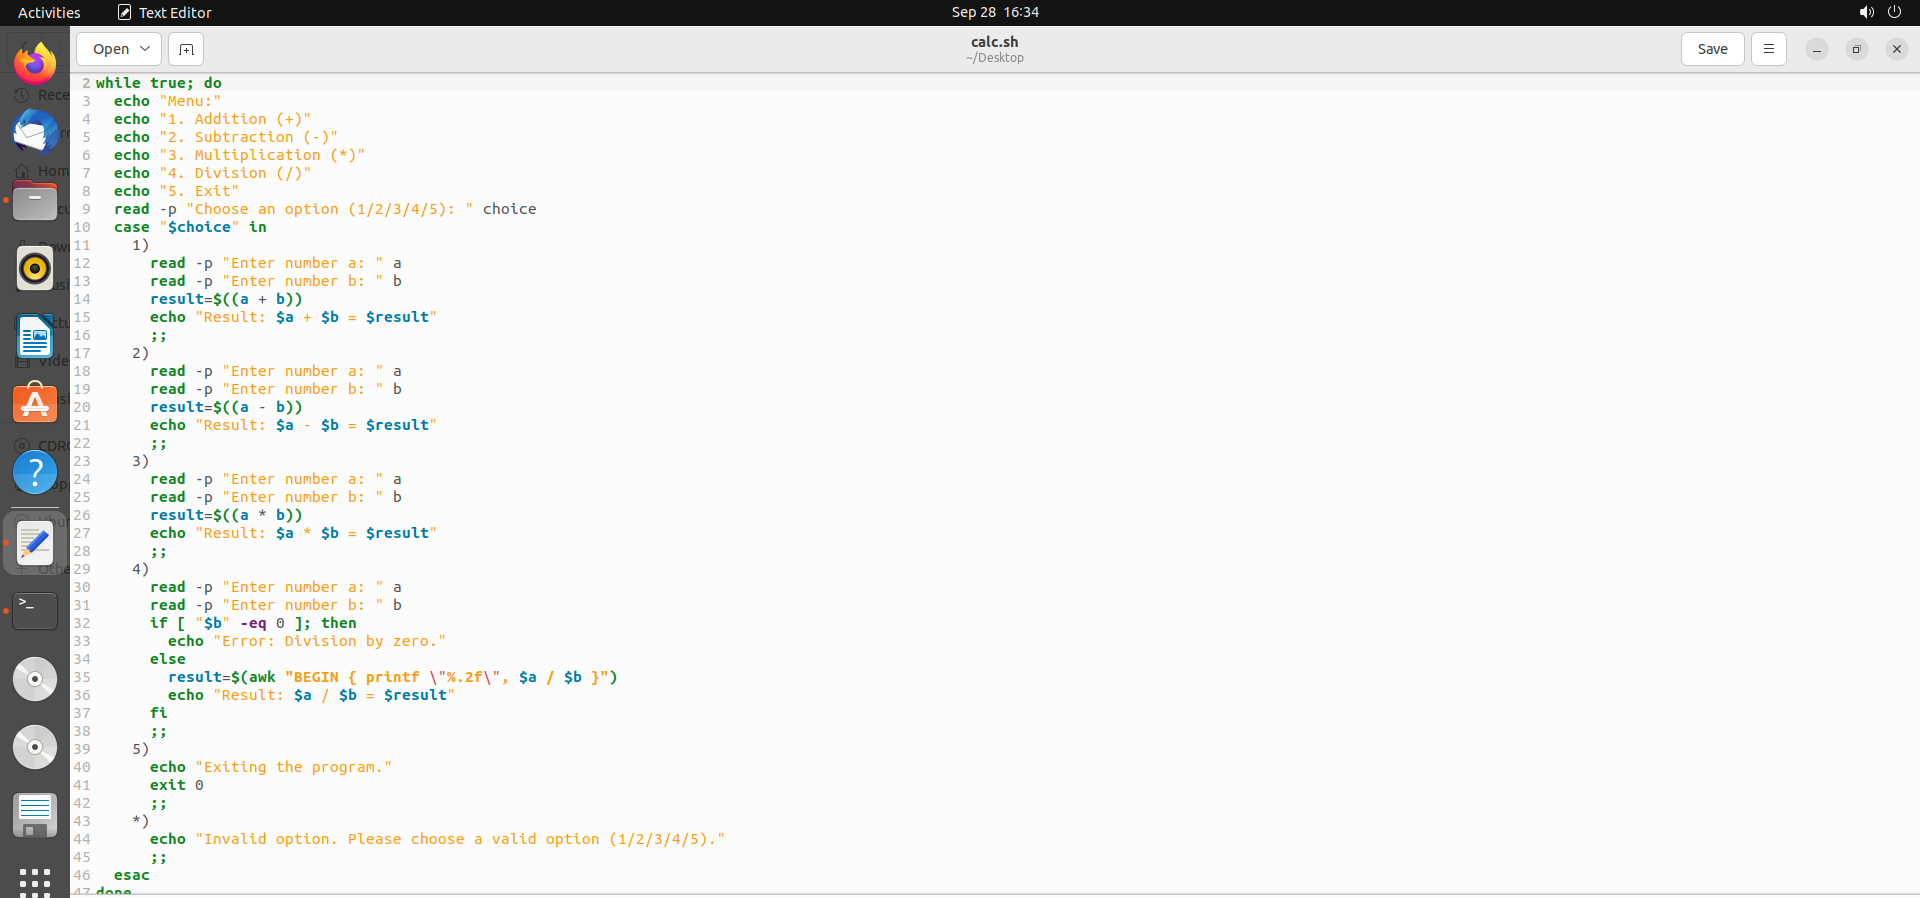 Activities Text Editor Sep 28 16:34
Open calc.sh Save
~/Desktop
2 while true; do
3 echo "Menu:"
4 echo "1. Addition (+)"
5 echo "2. Subtraction (-)"
6 echo "3. Multiplication (*)"
7 echo "4. Division (/)"
8 echo "5. Exit"
9 read -p "Choose an option (1/2/3/4/5): " choice
10 case "$choice" in
11 1)
12 read -p "Enter number a: " a
13 read -p "Enter number b: " b
14 result=$((a + b))
15 echo "Result: $a + $b = $result"
16 ;;
17 2)
18 read -p "Enter number a: " a
19 read -p "Enter number b: " b
20 result=$((a - b))
21 echo "Result: $a - $b = $result"
22 ;;
23 3)
24 read -p "Enter number a: " a
25 read -p "Enter number b: " b
26 result=$((a * b))
27 echo "Result: $a * $b = $result"
28 ;;
29 4)
30 read -p "Enter number a: " a
31 read -p "Enter number b: " b
32 if [ "$b" -eq 0 ]; then
33 echo "Error: Division by zero."
34 else
35 result=$(awk "BEGIN { printf \"%.2f\", $a / $b }")
36 echo "Result: $a / $b = $result"
37 fi
38 ;;
39 5)
40 echo "Exiting the program."
41 exit 0
42 ;;
43 *)
44 echo "Invalid option. Please choose a valid option (1/2/3/4/5)."
45 ;;
46 esac
47 done